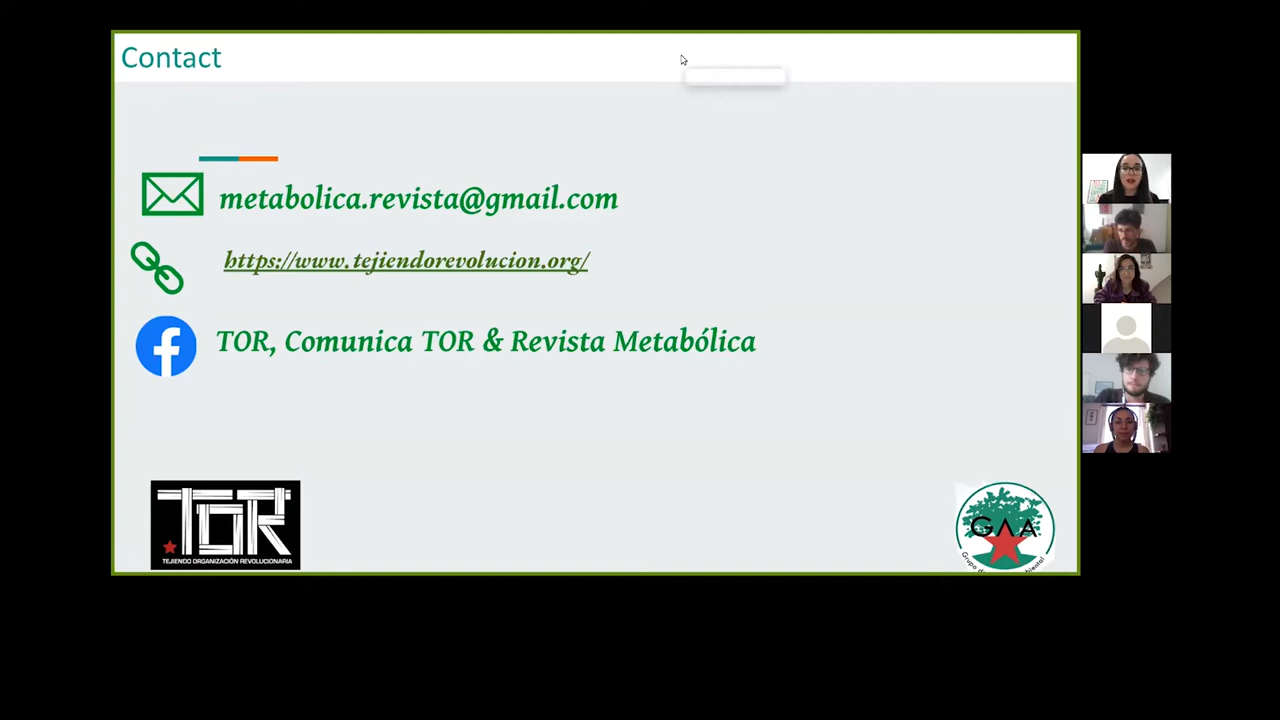 Contact
metabolica.revista@gmail.com
https://www.tejiendorevolucion.org/
TOR, Comunica TOR & Revista Metabólica
TOR
TEJIENDO ORGANIZACIÓN REVOLUCIONARIA
GAA